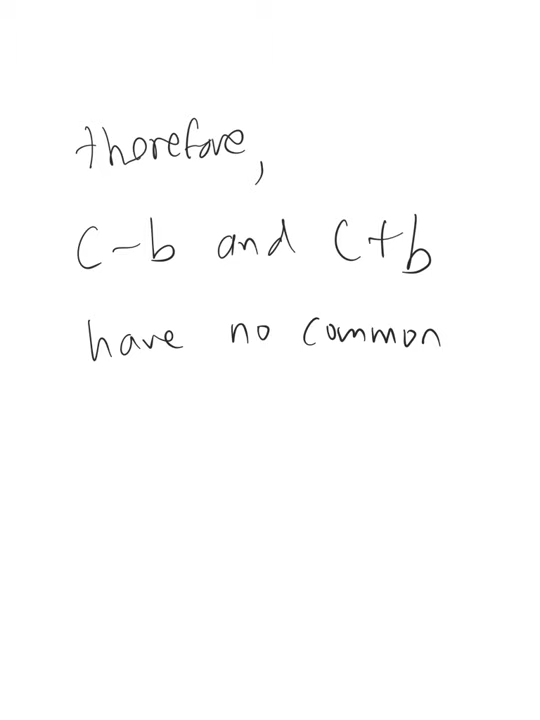 therefore,
c-b and c+b
have no common